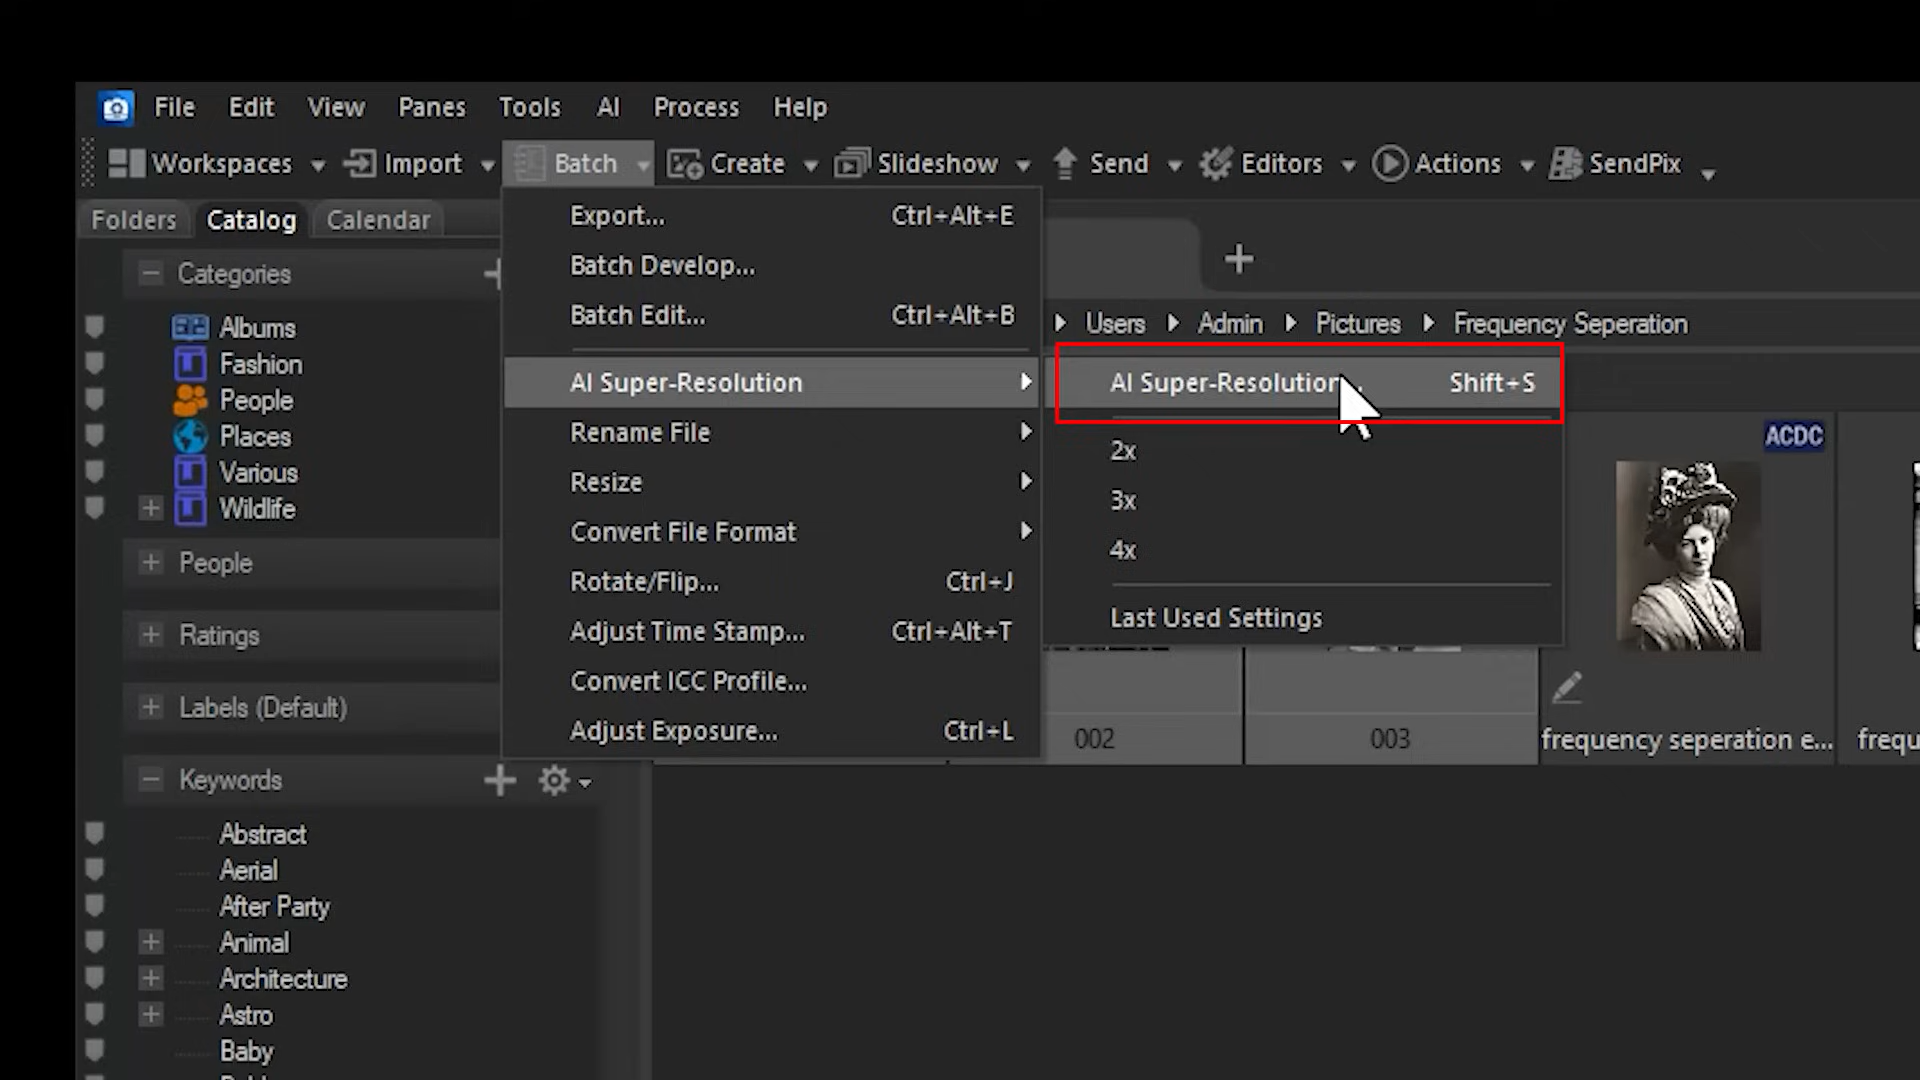 File Edit View Panes Tools AI Process Help
Workspaces Import Batch Create Slideshow Send Editors Actions SendPix
Folders Catalog Calendar
Categories
Albums
Fashion
People
Places
Various
Wildlife
People
Ratings
Labels (Default)
Keywords
Abstract
Aerial
After Party
Animal
Architecture
Astro
Baby
Export... Ctrl+Alt+E
Batch Develop...
Batch Edit... Ctrl+Alt+B
AI Super-Resolution
Rename File
Resize
Convert File Format
Rotate/Flip... Ctrl+J
Adjust Time Stamp... Ctrl+Alt+T
Convert ICC Profile...
Adjust Exposure... Ctrl+L
Users Admin Pictures Frequency Seperation
AI Super-Resolution... Shift+S
2x
3x
4x
Last Used Settings
ACDC
002 003 frequency seperation e... frequ